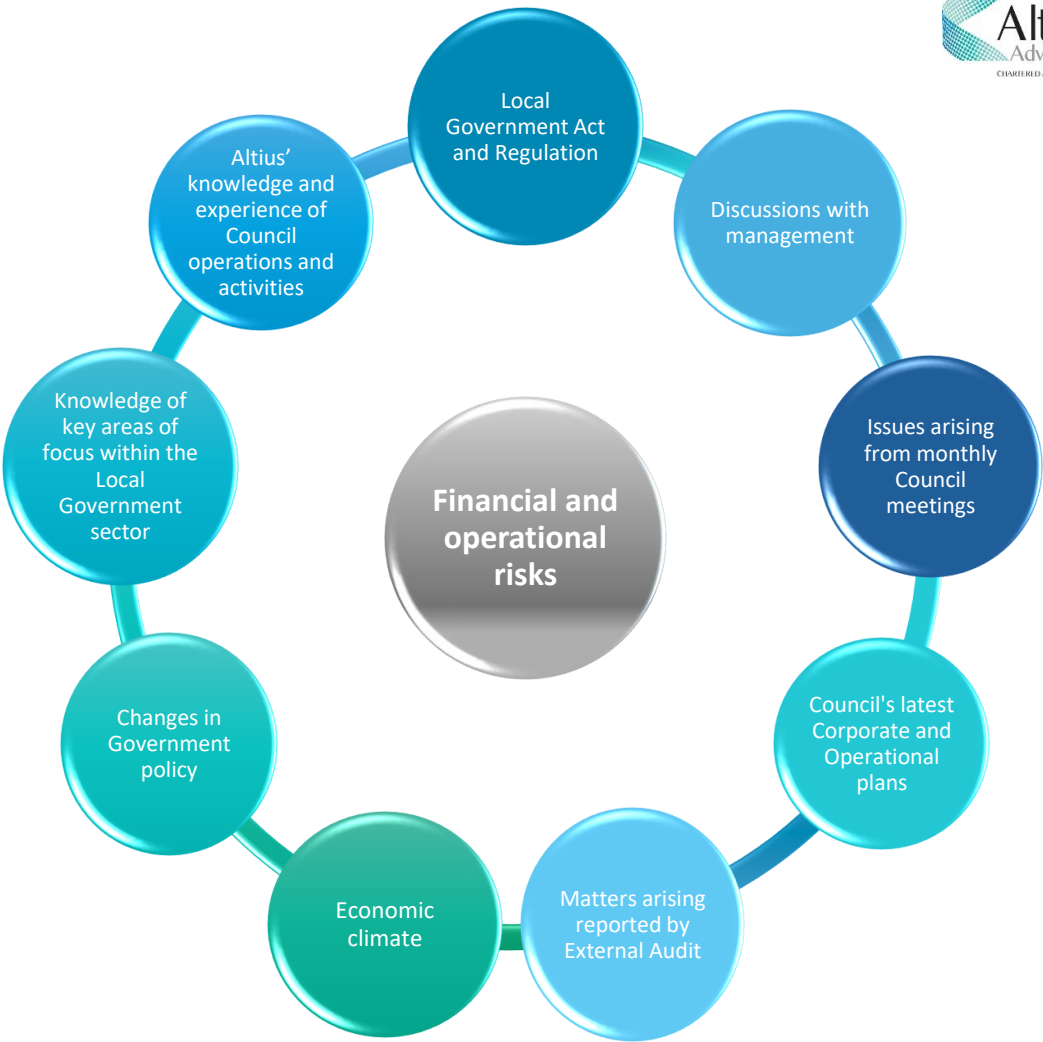 Local
Government Act
and Regulation
Discussions with
management
Issues arising
from monthly
Council
meetings
Council's latest
Corporate and
Operational
plans
Matters arising
reported by
External Audit
Economic
climate
Changes in
Government
policy
Knowledge of
key areas of
focus within the
Local
Government
sector
Altius’
knowledge and
experience of
Council
operations and
activities
Financial and
operational
risks
CHARTERED